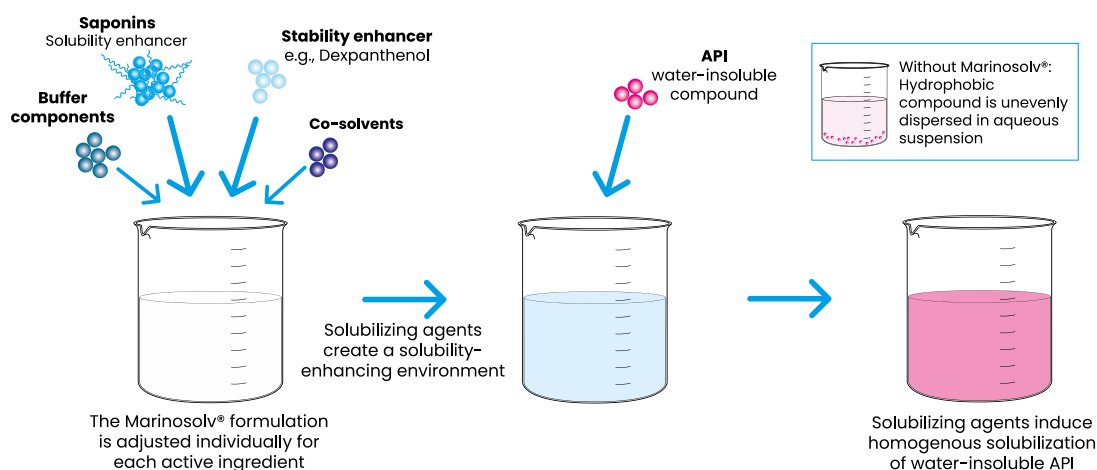 Saponins
Solubility enhancer
Stability enhancer
e.g., Dexpanthenol
Buffer
components
Co-solvents
API
water-insoluble
compound
Without Marinosolv®:
Hydrophobic
compound is unevenly
dispersed in aqueous
suspension
Solubilizing agents
create a solubility-
enhancing environment
The Marinosolv® formulation
is adjusted individually for
each active ingredient
Solubilizing agents induce
homogenous solubilization
of water-insoluble API